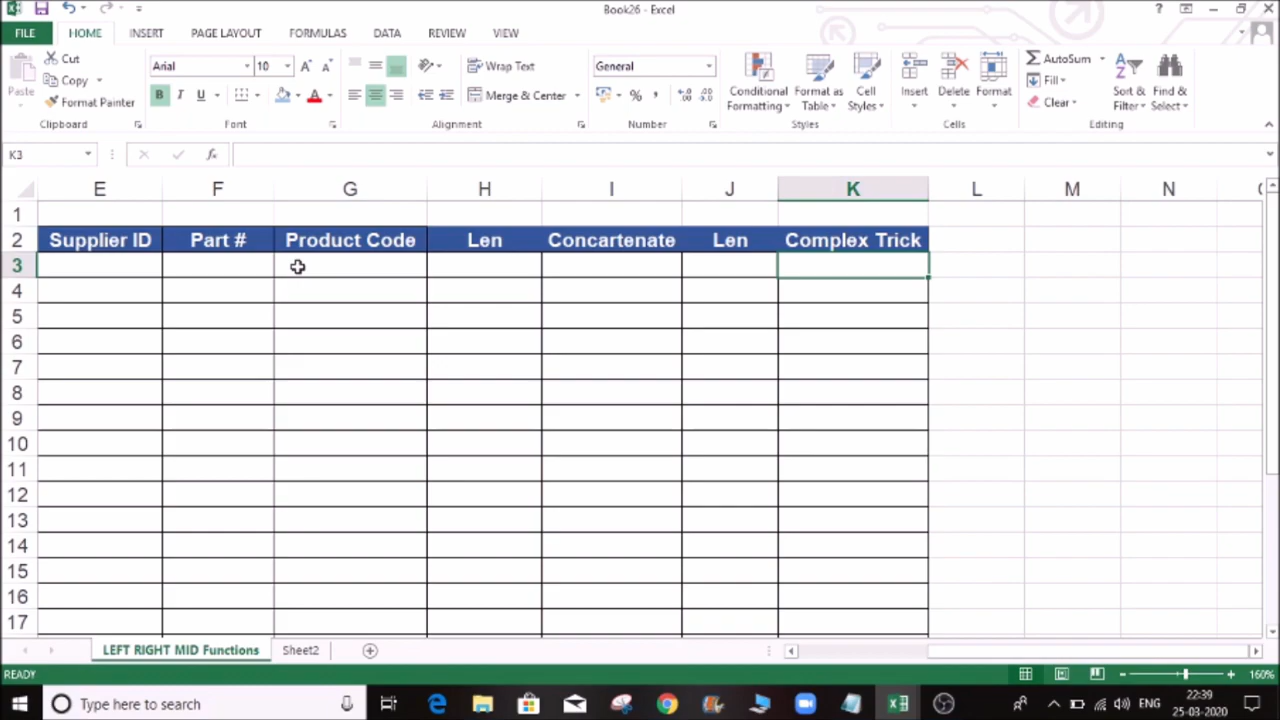 Book26 - Excel
?
FILE HOME INSERT PAGE LAYOUT FORMULAS DATA REVIEW VIEW
Paste
Cut
Copy
Format Painter
Clipboard
Arial 10
B I U
Font
Wrap Text
Merge & Center
Alignment
General
%
Number
Conditional Formatting
Format as Table
Cell Styles
Styles
Insert Delete Format
Cells
AutoSum
Fill
Clear
Sort & Filter
Find & Select
Editing
K3
fx
E F G H I J K L M N
1
2 Supplier ID Part # Product Code Len Concartenate Len Complex Trick
3
4
5
6
7
8
9
10
11
12
13
14
15
16
17
LEFT RIGHT MID Functions Sheet2
READY
160%
Type here to search
ENG
22:39
25-03-2020